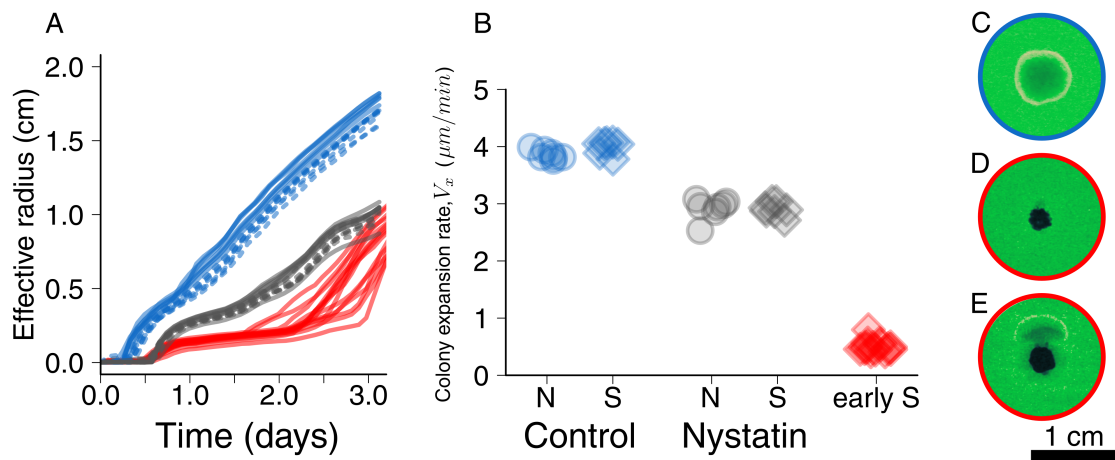 A
Effective radius (cm)
2.0
1.5
1.0
0.5
0.0
0.0
1.0
2.0
3.0
Time (days)
B
Colony expansion rate, V_x (μm/min)
5
4
3
2
1
0
N
S
N
S
early S
Control
Nystatin
C
D
E
1 cm